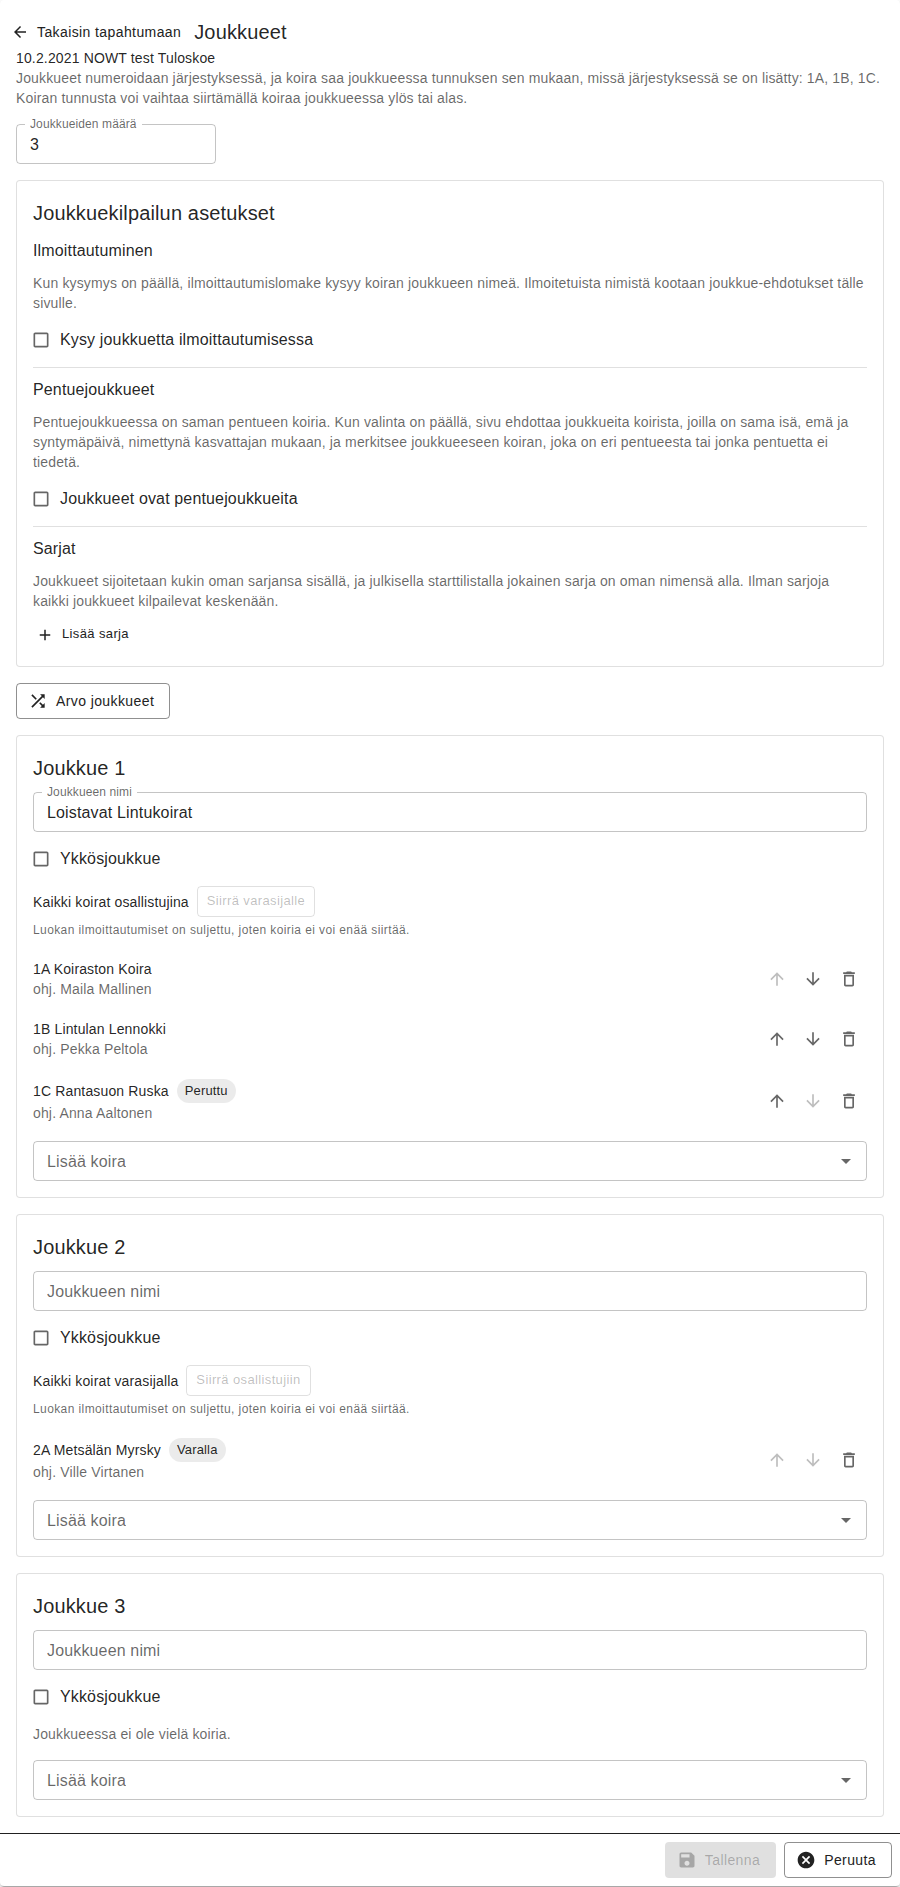 Takaisin tapahtumaan Joukkueet
10.2.2021 NOWT test Tuloskoe
Joukkueet numeroidaan järjestyksessä, ja koira saa joukkueessa tunnuksen sen mukaan, missä järjestyksessä se on lisätty: 1A, 1B, 1C.
Koiran tunnusta voi vaihtaa siirtämällä koiraa joukkueessa ylös tai alas.
Joukkueiden määrä
3
Joukkuekilpailun asetukset
Ilmoittautuminen
Kun kysymys on päällä, ilmoittautumislomake kysyy koiran joukkueen nimeä. Ilmoitetuista nimistä kootaan joukkue-ehdotukset tälle
sivulle.
Kysy joukkuetta ilmoittautumisessa
Pentuejoukkueet
Pentuejoukkueessa on saman pentueen koiria. Kun valinta on päällä, sivu ehdottaa joukkueita koirista, joilla on sama isä, emä ja
syntymäpäivä, nimettynä kasvattajan mukaan, ja merkitsee joukkueeseen koiran, joka on eri pentueesta tai jonka pentuetta ei
tiedetä.
Joukkueet ovat pentuejoukkueita
Sarjat
Joukkueet sijoitetaan kukin oman sarjansa sisällä, ja julkisella starttilistalla jokainen sarja on oman nimensä alla. Ilman sarjoja
kaikki joukkueet kilpailevat keskenään.
Lisää sarja
Arvo joukkueet
Joukkue 1
Joukkueen nimi
Loistavat Lintukoirat
Ykkösjoukkue
Kaikki koirat osallistujina Siirrä varasijalle
Luokan ilmoittautumiset on suljettu, joten koiria ei voi enää siirtää.
1A Koiraston Koira
ohj. Maila Mallinen
1B Lintulan Lennokki
ohj. Pekka Peltola
1C Rantasuon Ruska Peruttu
ohj. Anna Aaltonen
Lisää koira
Joukkue 2
Joukkueen nimi
Ykkösjoukkue
Kaikki koirat varasijalla Siirrä osallistujiin
Luokan ilmoittautumiset on suljettu, joten koiria ei voi enää siirtää.
2A Metsälän Myrsky Varalla
ohj. Ville Virtanen
Lisää koira
Joukkue 3
Joukkueen nimi
Ykkösjoukkue
Joukkueessa ei ole vielä koiria.
Lisää koira
Tallenna Peruuta